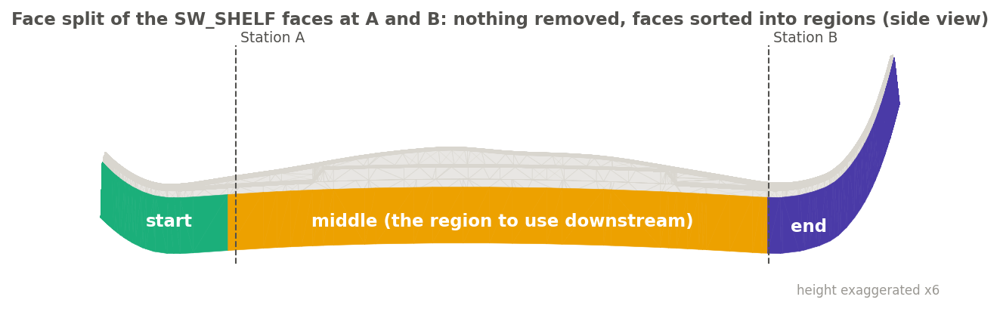 Face split of the SW_SHELF faces at A and B: nothing removed, faces sorted into regions (side view)
Station A
Station B
start
middle (the region to use downstream)
end
height exaggerated x6